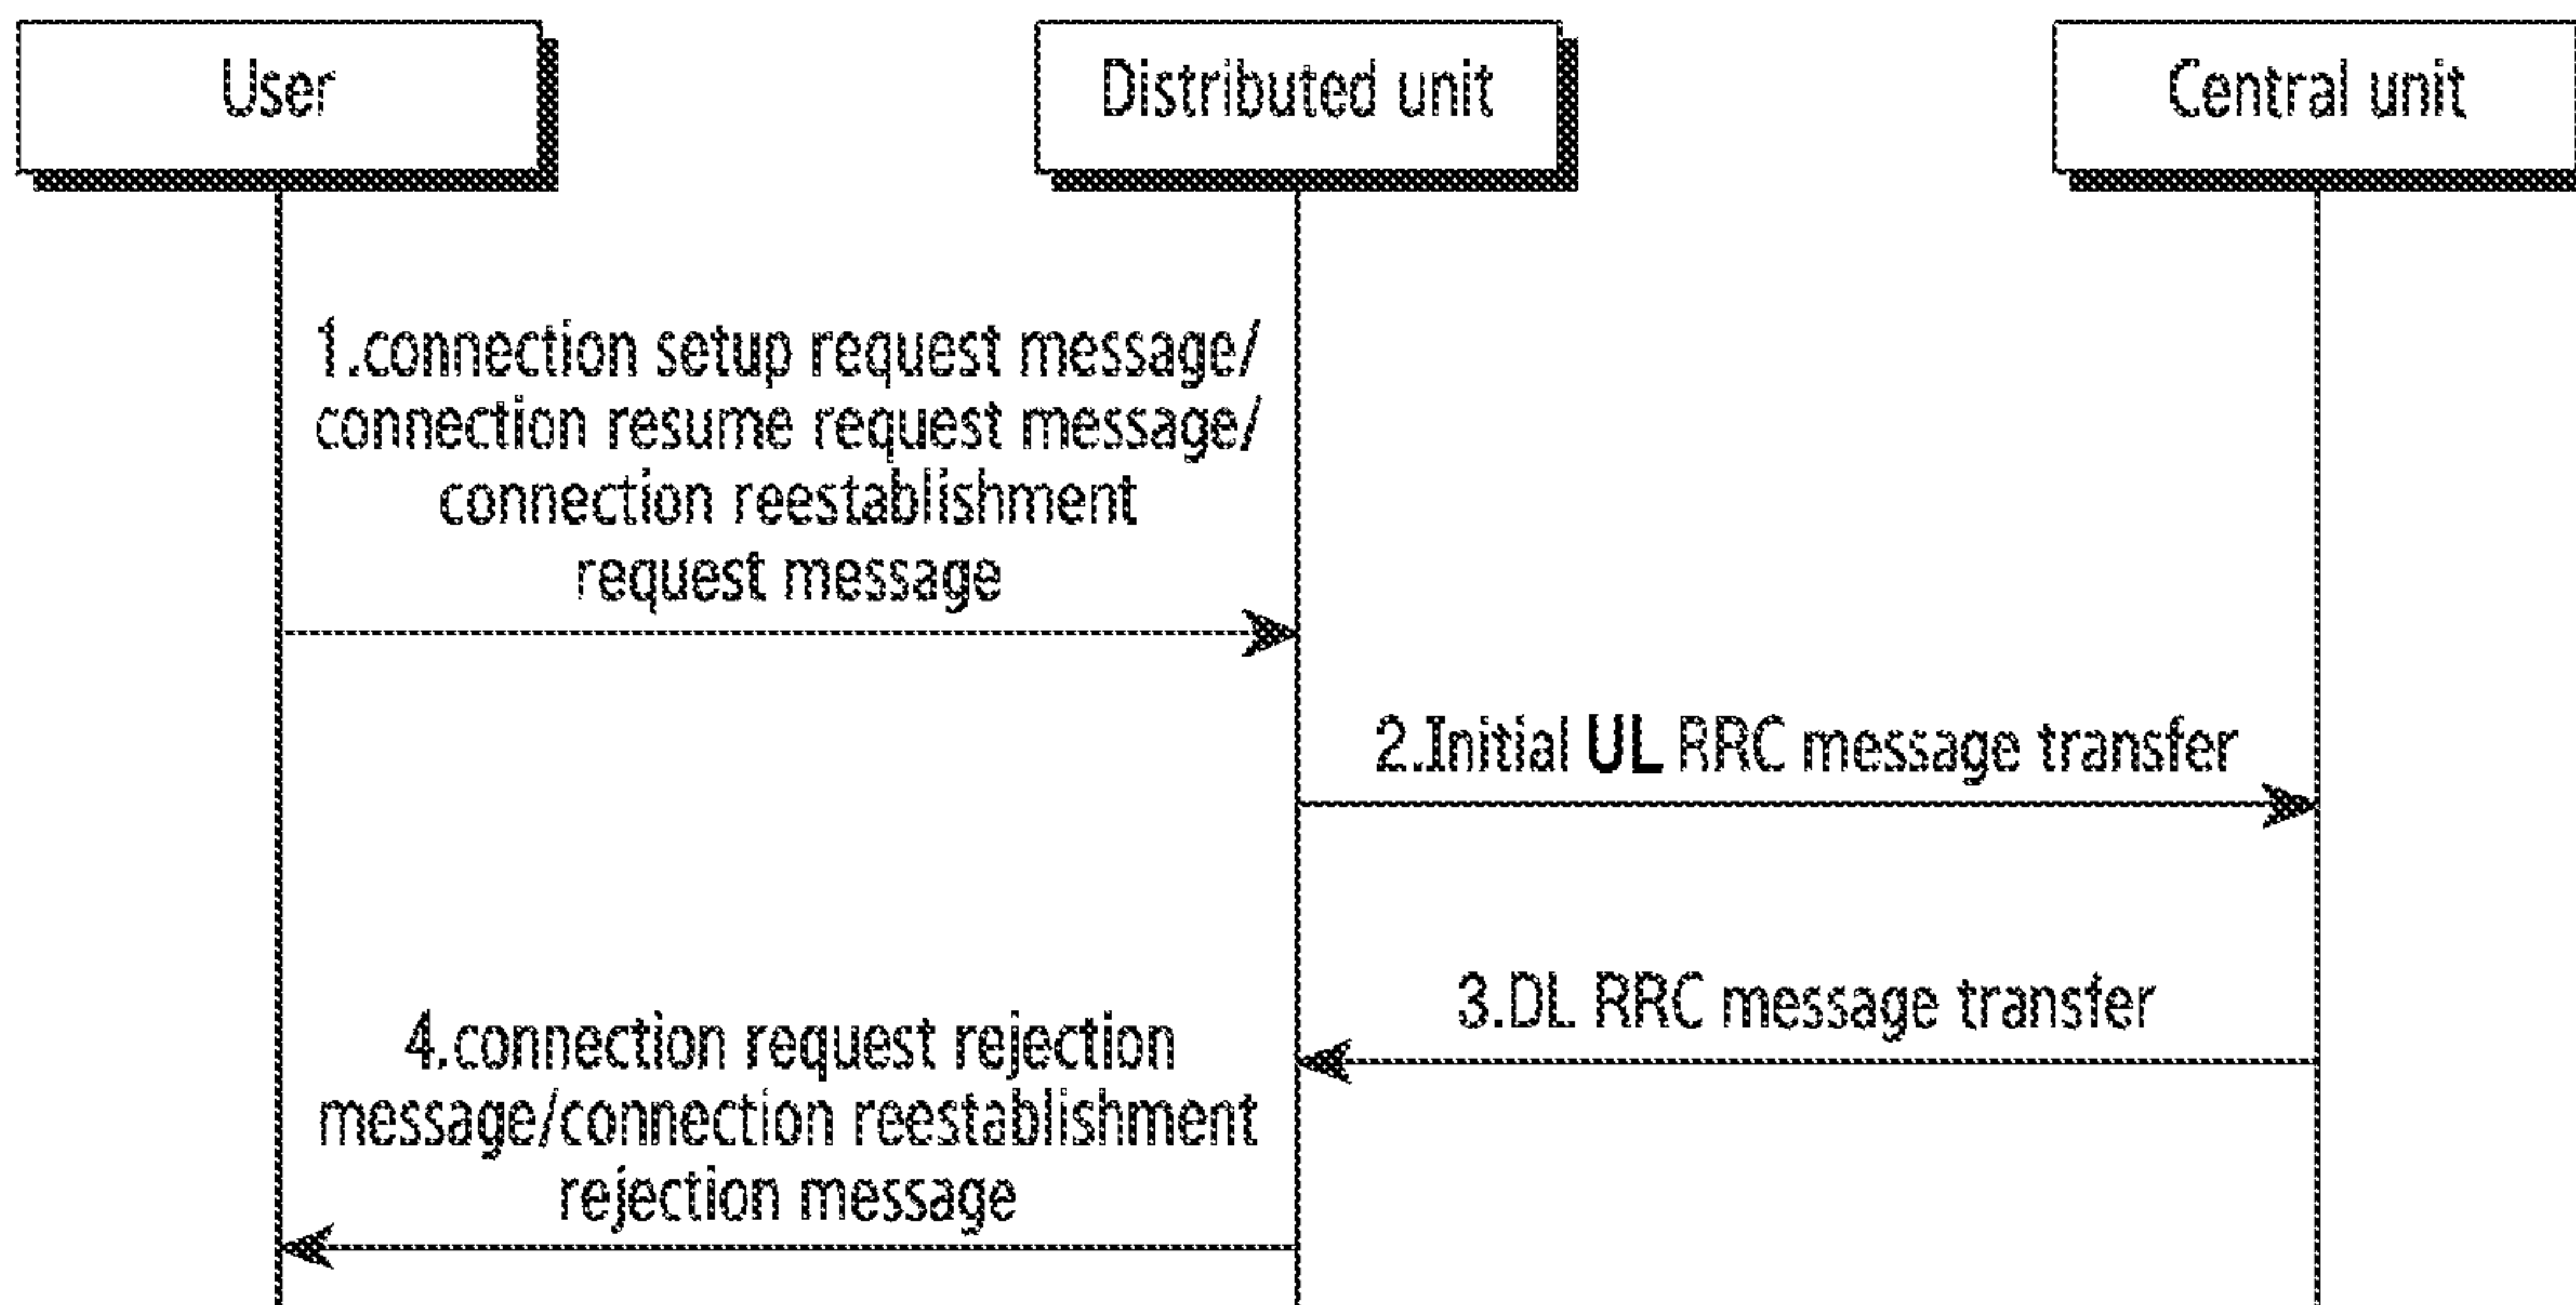 User
Distributed unit
Central unit
1.connection setup request message/
connection resume request message/
connection reestablishment
request message
2.Initial UL RRC message transfer
3.DL RRC message transfer
4.connection request rejection
message/connection reestablishment
rejection message